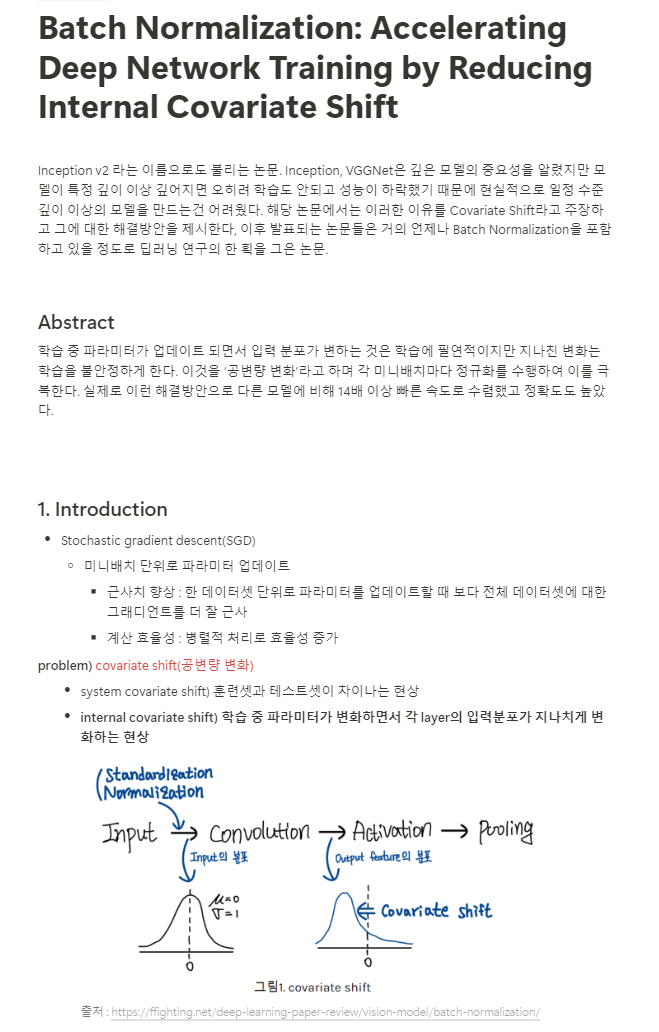 Batch Normalization: Accelerating
Deep Network Training by Reducing
Internal Covariate Shift
Inception v2 라는 이름으로도 불리는 논문. Inception, VGGNet은 깊은 모델의 중요성을 알렸지만 모
델이 특정 깊이 이상 깊어지면 오히려 학습도 안되고 성능이 하락했기 때문에 현실적으로 일정 수준
깊이 이상의 모델을 만드는건 어려웠다. 해당 논문에서는 이러한 이유를 Covariate Shift라고 주장하
고 그에 대한 해결방안을 제시한다, 이후 발표되는 논문들은 거의 언제나 Batch Normalization을 포함
하고 있을 정도로 딥러닝 연구의 한 획을 그은 논문.
Abstract
학습 중 파라미터가 업데이트 되면서 입력 분포가 변하는 것은 학습에 필연적이지만 지나친 변화는
학습을 불안정하게 한다. 이것을 '공변량 변화'라고 하며 각 미니배치마다 정규화를 수행하여 이를 극
복한다. 실제로 이런 해결방안으로 다른 모델에 비해 14배 이상 빠른 속도로 수렴했고 정확도도 높았
다.
1. Introduction
• Stochastic gradient descent(SGD)
◦ 미니배치 단위로 파라미터 업데이트
▪ 근사치 향상 : 한 데이터셋 단위로 파라미터를 업데이트할 때 보다 전체 데이터셋에 대한
그래디언트를 더 잘 근사
▪ 계산 효율성 : 병렬적 처리로 효율성 증가
problem) covariate shift(공변량 변화)
• system covariate shift) 훈련셋과 테스트셋이 차이나는 현상
• internal covariate shift) 학습 중 파라미터가 변화하면서 각 layer의 입력분포가 지나치게 변
화하는 현상
Standardization
Normalization
Input → Convolution → Activation → Pooling
Input의 분포
Output feature의 분포
μ=0
σ=1
Covariate shift
0
0
그림1. covariate shift
출처 : https://ffighting.net/deep-learning-paper-review/vision-model/batch-normalization/